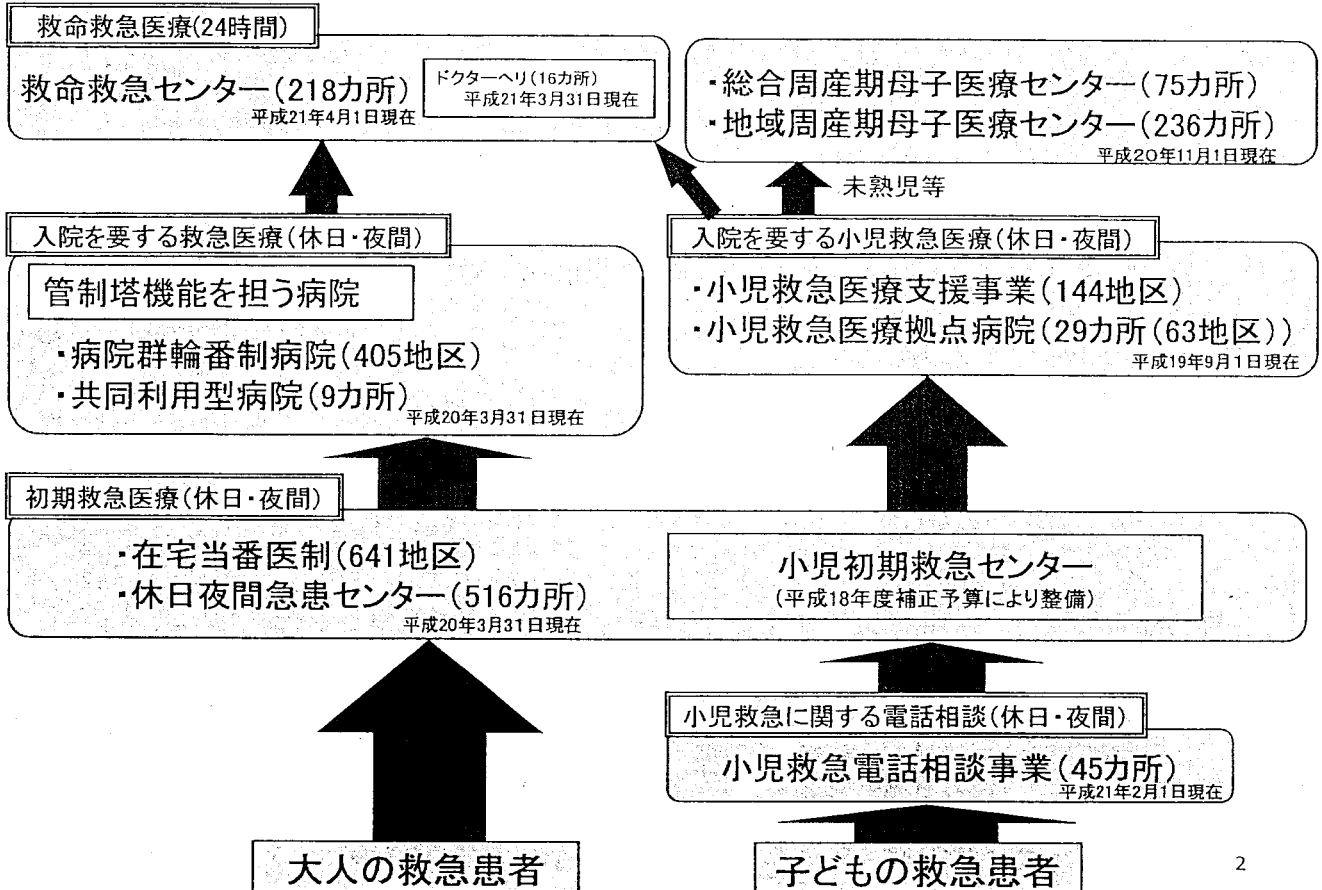 救命救急医療(24時間)
救命救急センター(218カ所)
平成21年4月1日現在
ドクターヘリ(16カ所)
平成21年3月31日現在
・総合周産期母子医療センター(75カ所)
・地域周産期母子医療センター(236カ所)
平成20年11月1日現在
未熟児等
入院を要する救急医療(休日・夜間)
管制塔機能を担う病院
・病院群輪番制病院(405地区)
・共同利用型病院(9カ所)
平成20年3月31日現在
入院を要する小児救急医療(休日・夜間)
・小児救急医療支援事業(144地区)
・小児救急医療拠点病院(29カ所(63地区))
平成19年9月1日現在
初期救急医療(休日・夜間)
・在宅当番医制(641地区)
・休日夜間急患センター(516カ所)
平成20年3月31日現在
小児初期救急センター
(平成18年度補正予算により整備)
小児救急に関する電話相談(休日・夜間)
小児救急電話相談事業(45カ所)
平成21年2月1日現在
大人の救急患者
子どもの救急患者
2